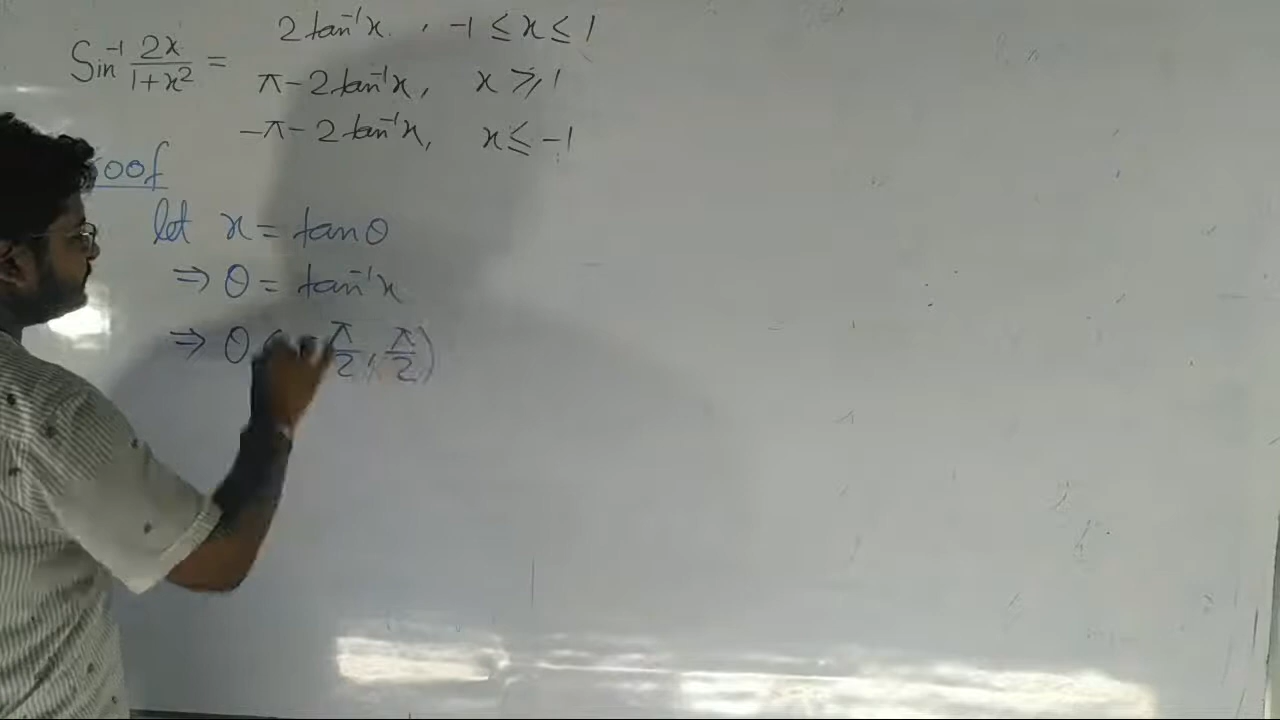 Sin⁻¹ 2x/1+x² = 2 tan⁻¹x , -1 ≤ x ≤ 1
π - 2 tan⁻¹x, x ≥ 1
-π - 2 tan⁻¹x, x ≤ -1
oof
let x = tanθ
⇒ θ = tan⁻¹x
⇒ θ π/2 , π/2 )